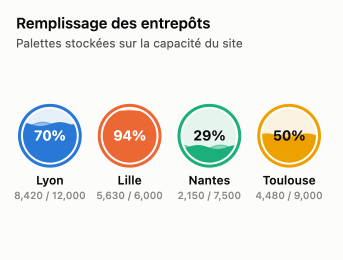 Remplissage des entrepôts
Palettes stockées sur la capacité du site
70% 94% 29% 50%
Lyon Lille Nantes Toulouse
8,420 / 12,000 5,630 / 6,000 2,150 / 7,500 4,480 / 9,000